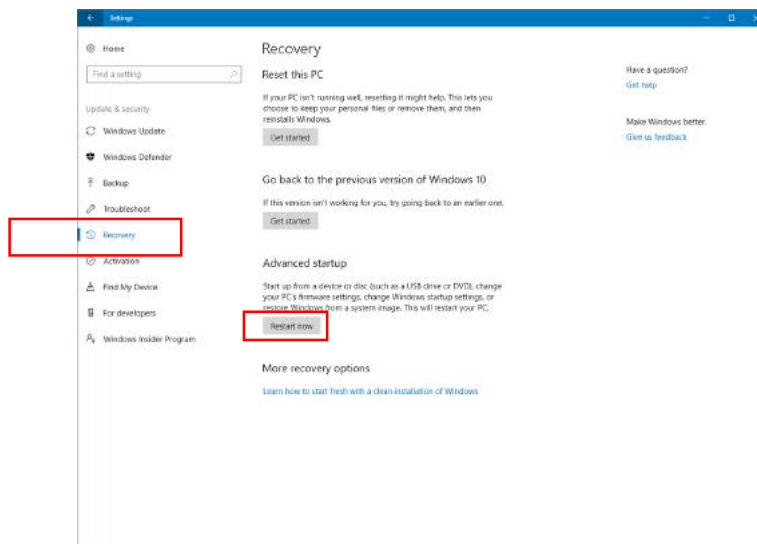 Settings
Home
Find a setting
Update & security
Windows Update
Windows Defender
Backup
Troubleshoot
Recovery
Activation
Find My Device
For developers
Windows Insider Program
Recovery
Reset this PC
If your PC isn't running well, resetting it might help. This lets you
choose to keep your personal files or remove them, and then
reinstalls Windows.
Get started
Go back to the previous version of Windows 10
If this version isn't working for you, try going back to an earlier one.
Get started
Advanced startup
Start up from a device or disc (such as a USB drive or DVD), change
your PC's firmware settings, change Windows startup settings, or
restore Windows from a system image. This will restart your PC.
Restart now
More recovery options
Learn how to start fresh with a clean installation of Windows
Have a question?
Get help
Make Windows better.
Give us feedback